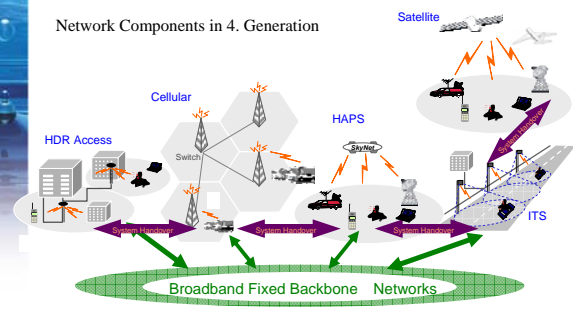 Network Components in 4. Generation
Satellite
Cellular
HAPS
HDR Access
Switch
SkyNet
System Handover
ITS
System Handover
System Handover
System Handover
Broadband Fixed Backbone Networks